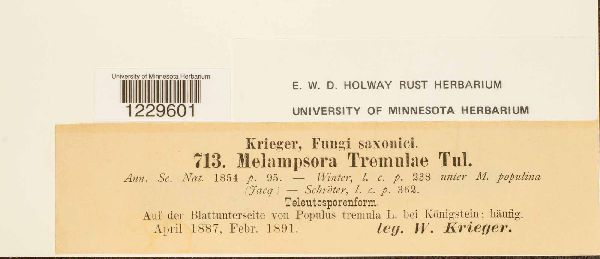 University of Minnesota Herbarium
1229601
E. W. D. HOLWAY RUST HERBARIUM
UNIVERSITY OF MINNESOTA HERBARIUM
Krieger, Fungi saxonici.
713. Melampsora Tremulae Tul.
Ann. Sc. Nat. 1854 p. 95. — Winter, l. c. p. 238 unter M. populina
(Jacq) — Schröter, l. c. p. 362.
Teleutosporenform.
Auf der Blattunterseite von Populus tremula L. bei Königstein; häufig.
April 1887, Febr. 1891. leg. W. Krieger.